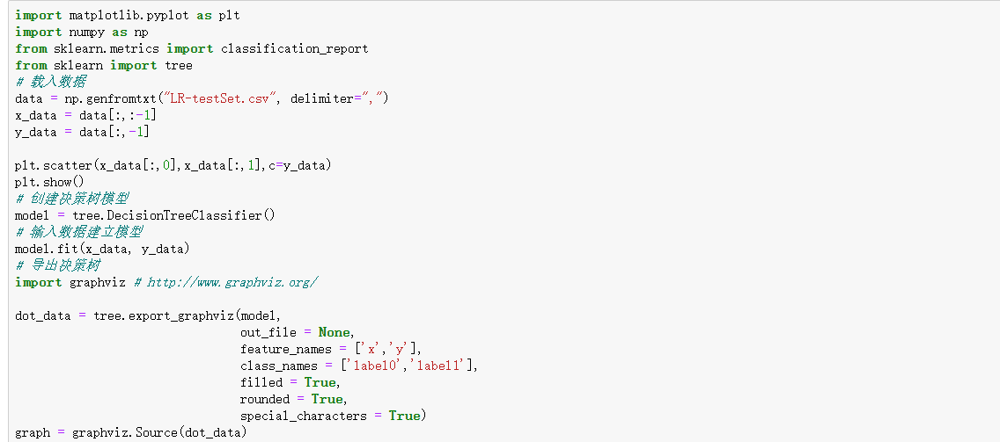 import matplotlib.pyplot as plt
import numpy as np
from sklearn.metrics import classification_report
from sklearn import tree
# 载入数据
data = np.genfromtxt("LR-testSet.csv", delimiter=",")
x_data = data[:,:-1]
y_data = data[:,-1]
plt.scatter(x_data[:,0],x_data[:,1],c=y_data)
plt.show()
# 创建决策树模型
model = tree.DecisionTreeClassifier()
# 输入数据建立模型
model.fit(x_data, y_data)
# 导出决策树
import graphviz # http://www.graphviz.org/
dot_data = tree.export_graphviz(model,
out_file = None,
feature_names = ['x','y'],
class_names = ['label0','label1'],
filled = True,
rounded = True,
special_characters = True)
graph = graphviz.Source(dot_data)